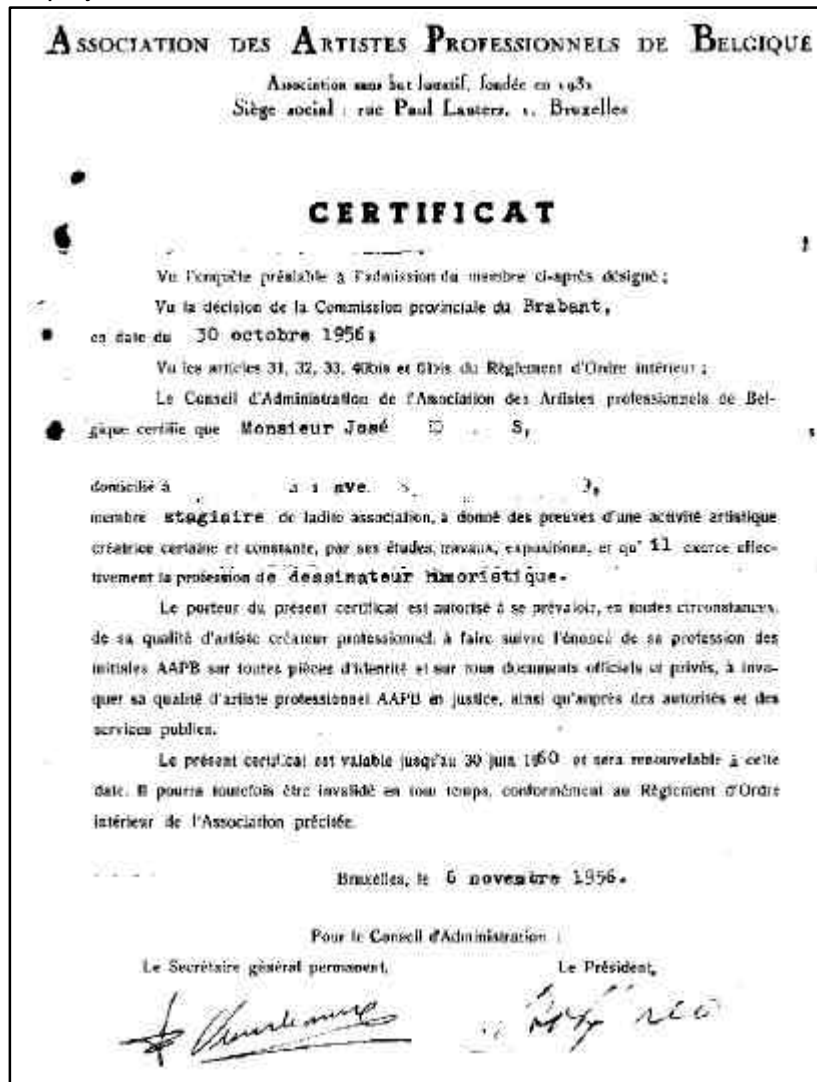 ASSOCIATION DES ARTISTES PROFESSIONNELS DE BELGIQUE
Association sans but lucratif, fondée en
Siège social : rue Paul Lauters, 1, Bruxelles
CERTIFICAT
Vu l'enquête préalable à l'admission du membre ci-après désigné ;
Vu la décision de la Commission provinciale du Brabant,
en date du 30 octobre 1956;
Vu les articles 31, 32, 33, 40bis et 61bis du Règlement d'Ordre intérieur ;
Le Conseil d'Administration de l'Association des Artistes professionnels de Bel-
gique certifie que Monsieur José D S,
domicilié à ave.
membre stagiaire de ladite association, a donné des preuves d'une activité artistique
créatrice certaine et constante, par ses études, travaux, expositions, et qu' il exerce effec-
tivement la profession de dessinateur humoristique.
Le porteur du présent certificat est autorisé à se prévaloir, en toutes circonstances,
de sa qualité d'artiste créateur professionnel, à faire suivre l'énoncé de sa profession des
initiales AAPB sur toutes pièces d'identité et sur tous documents officiels et privés, à invo-
quer sa qualité d'artiste professionnel AAPB en justice, ainsi qu'auprès des autorités et des
services publics.
Le présent certificat est valable jusqu'au 30 juin 1960 et sera renouvelable à cette
date. Il pourra toutefois être invalidé en tout temps, conformément au Règlement d'Ordre
intérieur de l'Association précitée.
Bruxelles, le 6 novembre 1956.
Pour le Conseil d'Administration :
Le Secrétaire général permanent, Le Président,